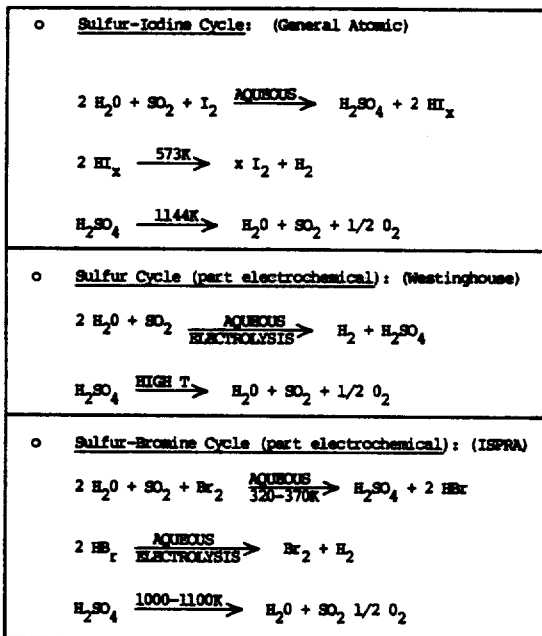 o Sulfur-Iodine Cycle: (General Atomic)
2 H₂O + SO₂ + I₂ AQUEOUS → H₂SO₄ + 2 HIₓ
2 HIₓ 573K → x I₂ + H₂
H₂SO₄ 1144K → H₂O + SO₂ + 1/2 O₂
o Sulfur Cycle (part electrochemical): (Westinghouse)
2 H₂O + SO₂ AQUEOUS ELECTROLYSIS → H₂ + H₂SO₄
H₂SO₄ HIGH T → H₂O + SO₂ + 1/2 O₂
o Sulfur-Bromine Cycle (part electrochemical): (ISPRA)
2 H₂O + SO₂ + Br₂ AQUEOUS 320-370K → H₂SO₄ + 2 HBr
2 HBᵣ AQUEOUS ELECTROLYSIS → Br₂ + H₂
H₂SO₄ 1000-1100K → H₂O + SO₂ 1/2 O₂